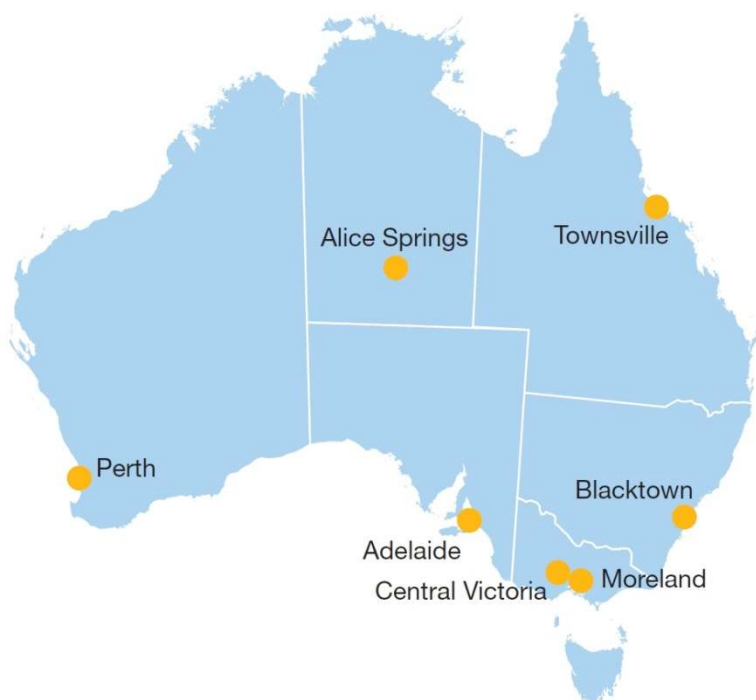 Alice Springs
Townsville
Perth
Blacktown
Adelaide
Central Victoria
Moreland